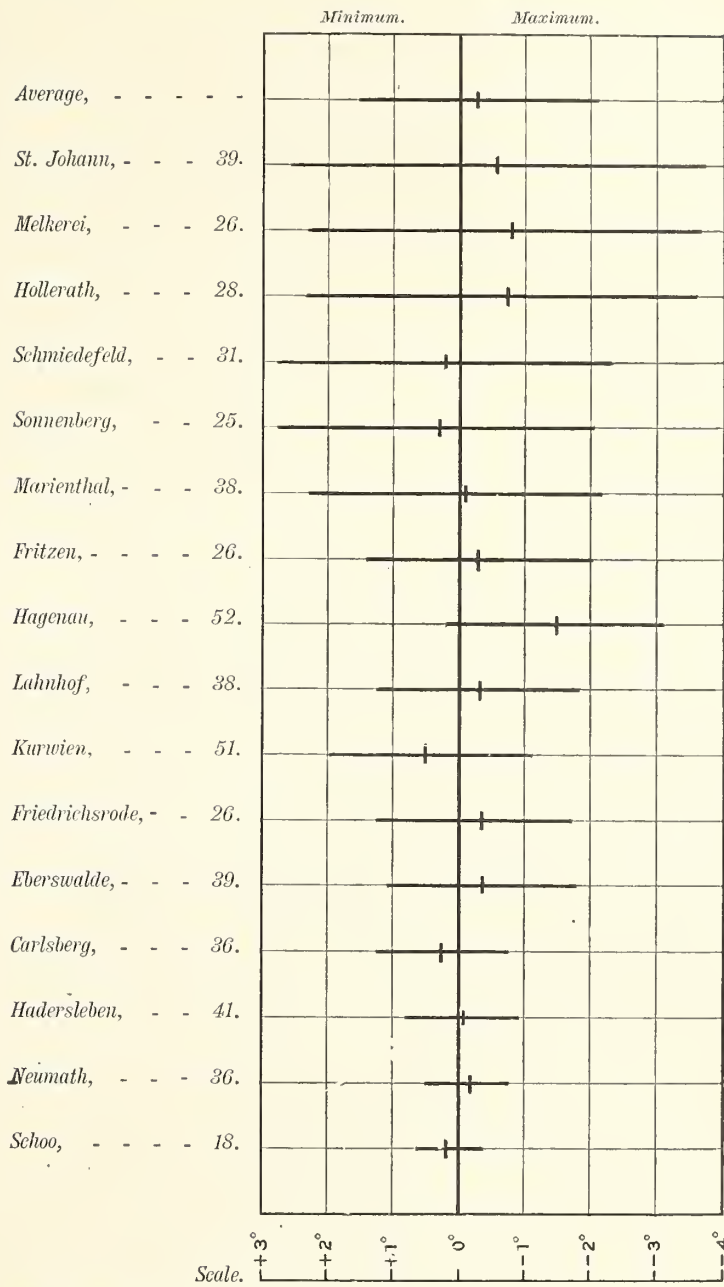 Minimum. Maximum.
Average, - - - - -
St. Johann, - - - 39.
Melkerei, - - - 26.
Hollerath, - - - 28.
Schmiedefeld, - - 31.
Sonnenberg, - - 25.
Marienthal, - - - 38.
Fritzen, - - - - 26.
Hagenau, - - - 52.
Lahnhof, - - - 38.
Kurwien, - - - 51.
Friedrichsrode, - - 26.
Eberswalde, - - - 39.
Carlsberg, - - - 36.
Hadersleben, - - 41.
Neumath, - - - 36.
Schoo, - - - - 18.
Scale. +3° +2° +1° 0° -1° -2° -3° -4°